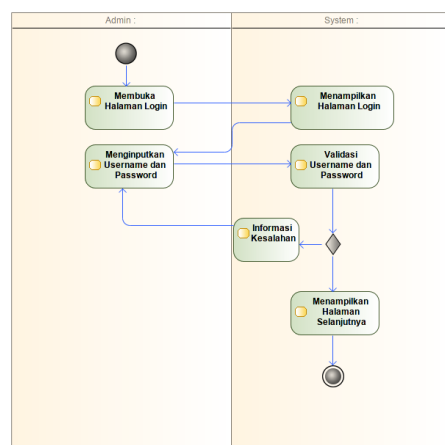 Admin :
System :
Membuka
Halaman Login
Menampilkan
Halaman Login
Menginputkan
Username dan
Password
Validasi
Username dan
Password
Informasi
Kesalahan
Menampilkan
Halaman
Selanjutnya